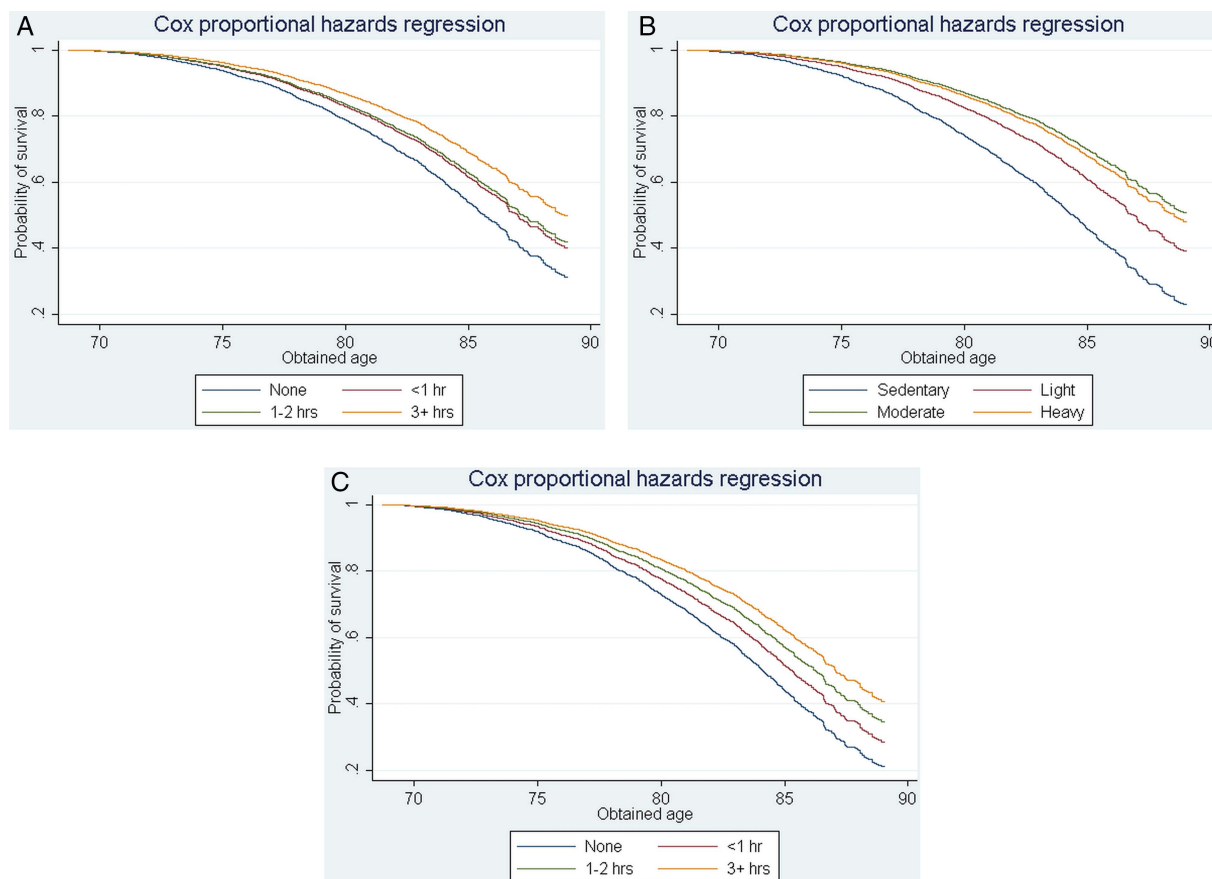 A
Cox proportional hazards regression
Probability of survival
1
.8
.6
.4
.2
70 75 80 85 90
Obtained age
None <1 hr
1-2 hrs 3+ hrs
B
Cox proportional hazards regression
Probability of survival
1
.8
.6
.4
.2
70 75 80 85 90
Obtained age
Sedentary Light
Moderate Heavy
C
Cox proportional hazards regression
Probability of survival
1
.8
.6
.4
.2
70 75 80 85 90
Obtained age
None <1 hr
1-2 hrs 3+ hrs